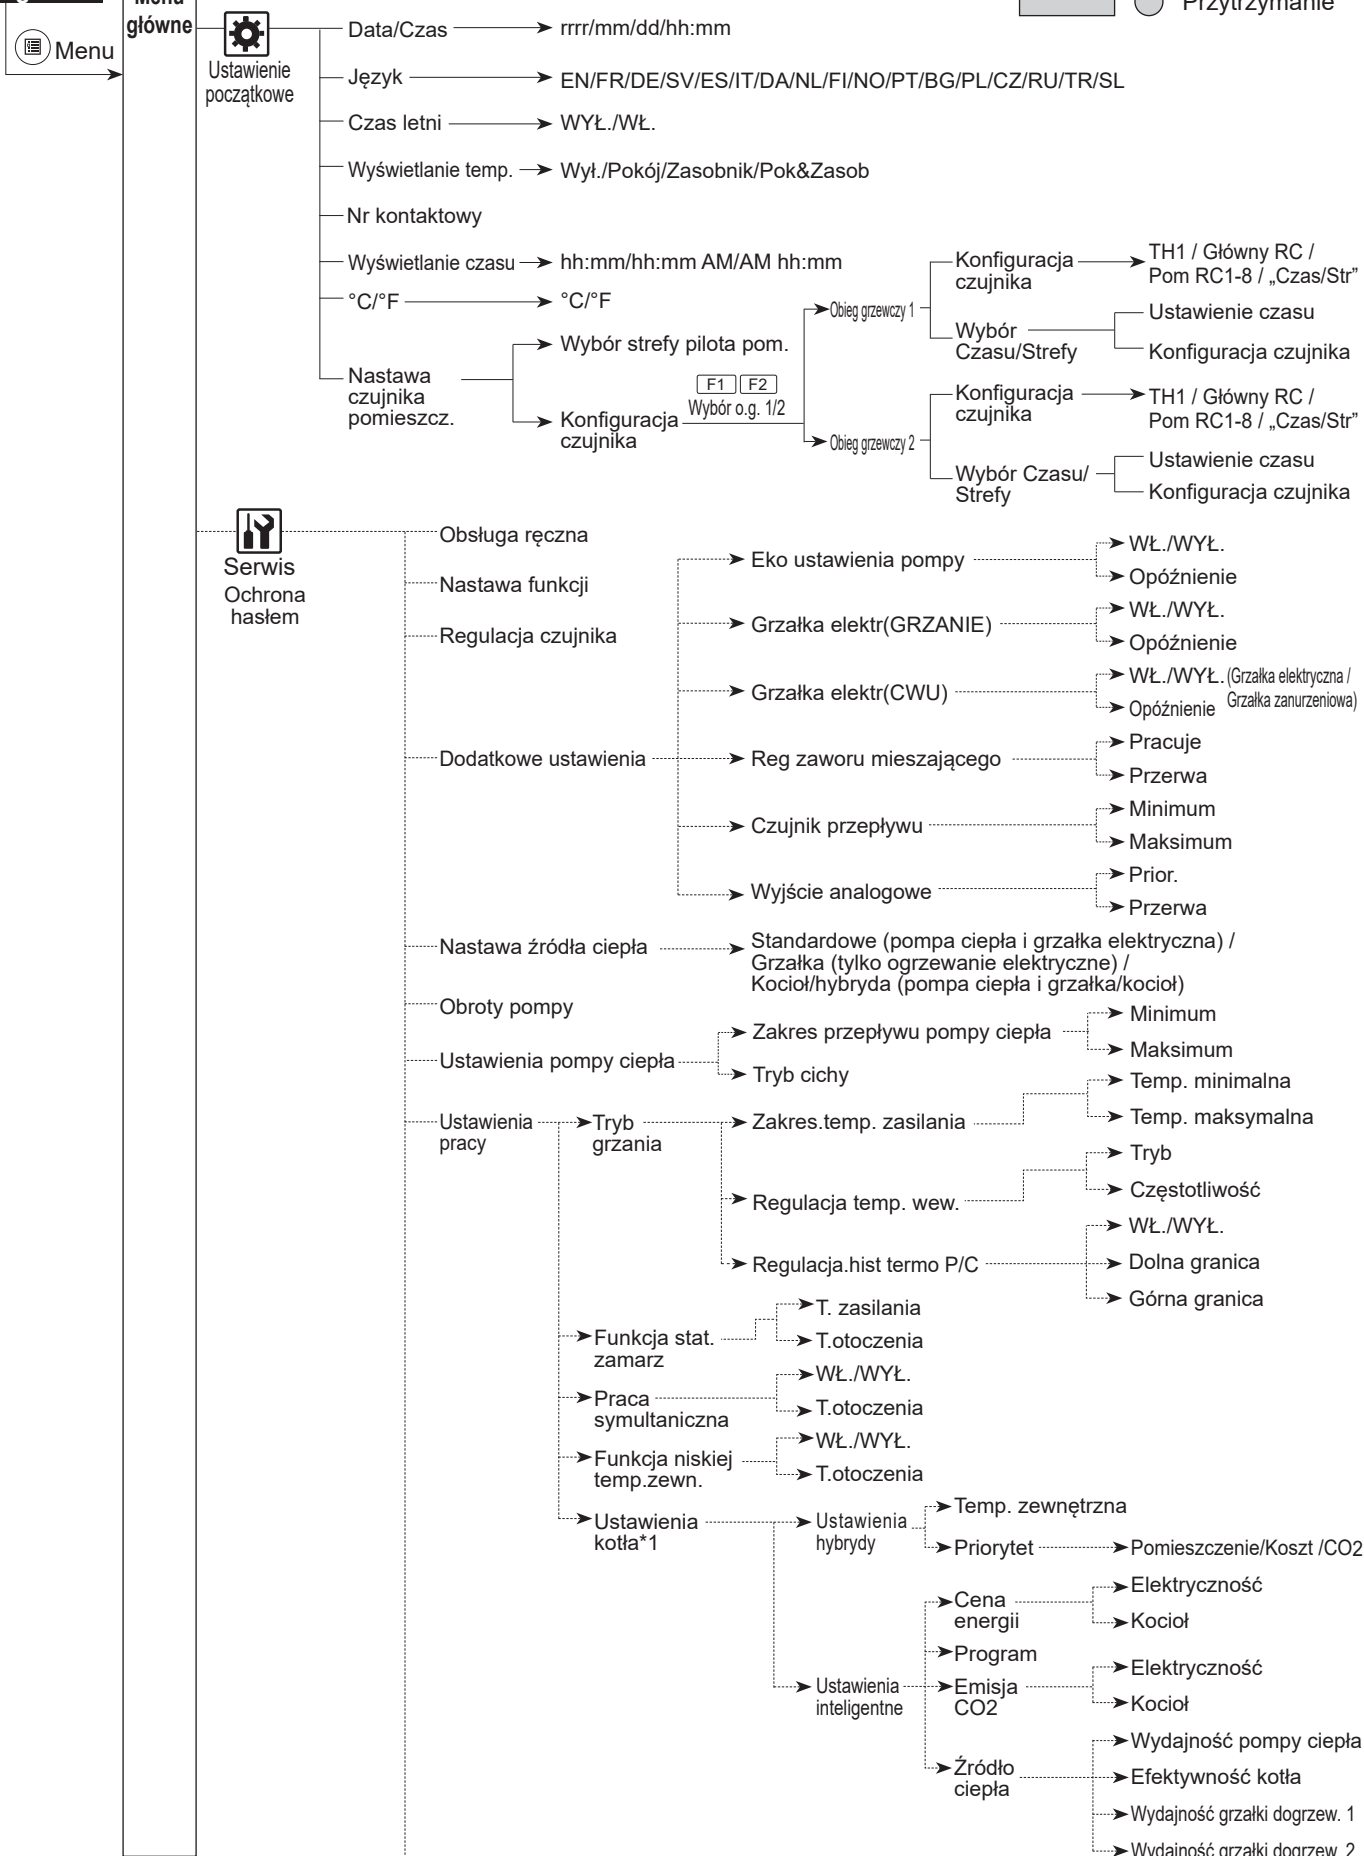 Menu
Menu
główne
Przytrzymanie
Ustawienie
początkowe
Data/Czas
rrrr/mm/dd/hh:mm
Język
EN/FR/DE/SV/ES/IT/DA/NL/FI/NO/PT/BG/PL/CZ/RU/TR/SL
Czas letni
WYŁ./WŁ.
Wyświetlanie temp.
Wył./Pokój/Zasobnik/Pok&Zasob
Nr kontaktowy
Wyświetlanie czasu
hh:mm/hh:mm AM/AM hh:mm
°C/°F
°C/°F
Nastawa
czujnika
pomieszcz.
Wybór strefy pilota pom.
Konfiguracja
czujnika
F1 F2
Wybór o.g. 1/2
Obieg grzewczy 1
Konfiguracja
czujnika
TH1 / Główny RC /
Pom RC1-8 / „Czas/Str”
Wybór
Czasu/Strefy
Ustawienie czasu
Konfiguracja czujnika
Obieg grzewczy 2
Konfiguracja
czujnika
TH1 / Główny RC /
Pom RC1-8 / „Czas/Str”
Wybór Czasu/
Strefy
Ustawienie czasu
Konfiguracja czujnika
Serwis
Ochrona
hasłem
Obsługa ręczna
Nastawa funkcji
Regulacja czujnika
Dodatkowe ustawienia
Eko ustawienia pompy
WŁ./WYŁ.
Opóźnienie
Grzałka elektr(GRZANIE)
WŁ./WYŁ.
Opóźnienie
Grzałka elektr(CWU)
WŁ./WYŁ.
Opóźnienie
(Grzałka elektryczna /
Grzałka zanurzeniowa)
Reg zaworu mieszającego
Pracuje
Przerwa
Czujnik przepływu
Minimum
Maksimum
Wyjście analogowe
Prior.
Przerwa
Nastawa źródła ciepła
Standardowe (pompa ciepła i grzałka elektryczna) /
Grzałka (tylko ogrzewanie elektryczne) /
Kocioł/hybryda (pompa ciepła i grzałka/kocioł)
Obroty pompy
Ustawienia pompy ciepła
Zakres przepływu pompy ciepła
Minimum
Maksimum
Tryb cichy
Ustawienia
pracy
Tryb
grzania
Zakres.temp. zasilania
Temp. minimalna
Temp. maksymalna
Regulacja temp. wew.
Tryb
Częstotliwość
Regulacja.hist termo P/C
WŁ./WYŁ.
Dolna granica
Górna granica
Funkcja stat.
zamarz
T. zasilania
T.otoczenia
Praca
symultaniczna
WŁ./WYŁ.
T.otoczenia
Funkcja niskiej
temp.zewn.
WŁ./WYŁ.
T.otoczenia
Ustawienia
kotła*1
Ustawienia
hybrydy
Temp. zewnętrzna
Priorytet
Pomieszczenie/Koszt /CO2
Ustawienia
inteligentne
Cena
energii
Elektryczność
Kocioł
Program
Emisja
CO2
Elektryczność
Kocioł
Źródło
ciepła
Wydajność pompy ciepła
Efektywność kotła
Wydajność grzałki dogrzew. 1
Wydajność grzałki dogrzew. 2